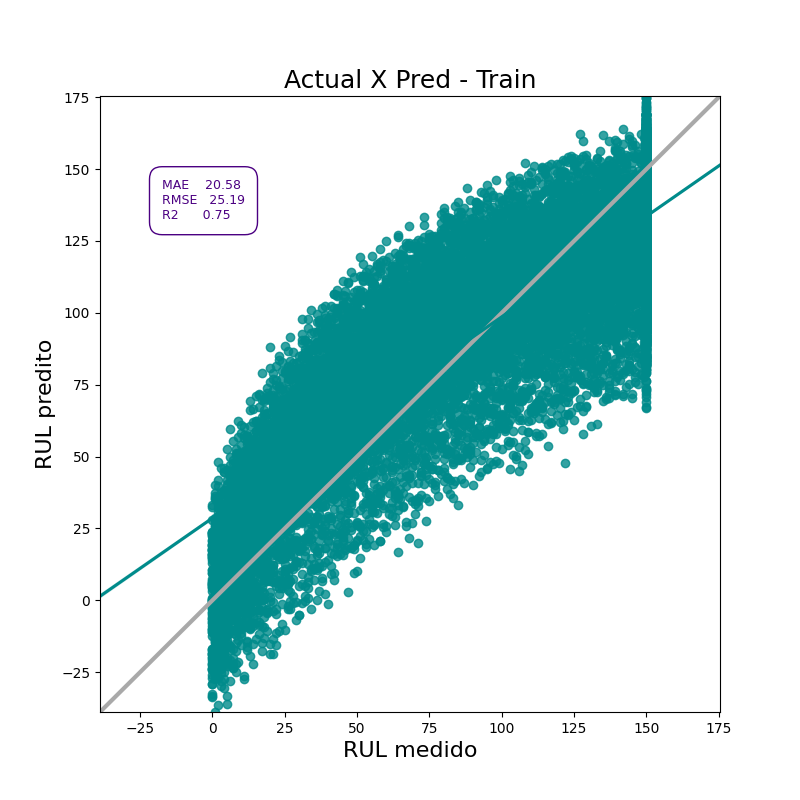 Actual X Pred - Train
175
150
125
100
75
50
25
0
−25
RUL predito
MAE 20.58
RMSE 25.19
R2 0.75
−25 0 25 50 75 100 125 150 175
RUL medido